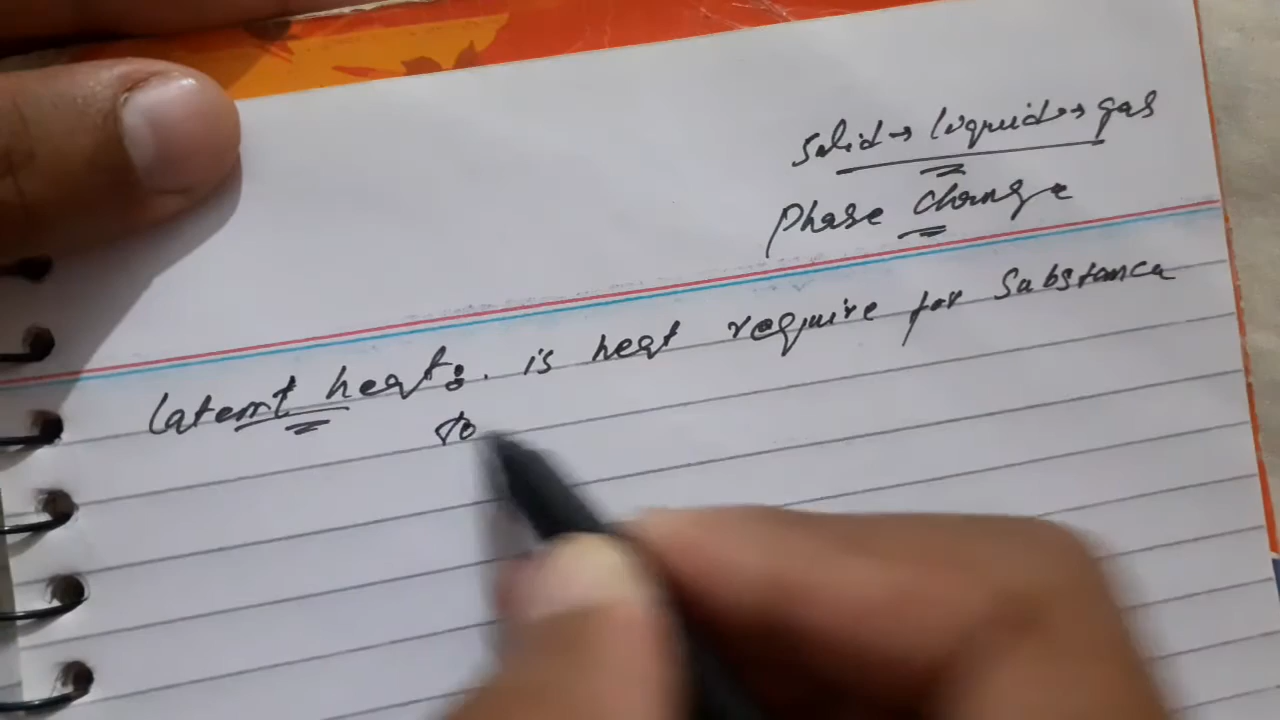 Solid → liquid → gas
Phase change
latent heat : is heat require for substance
to